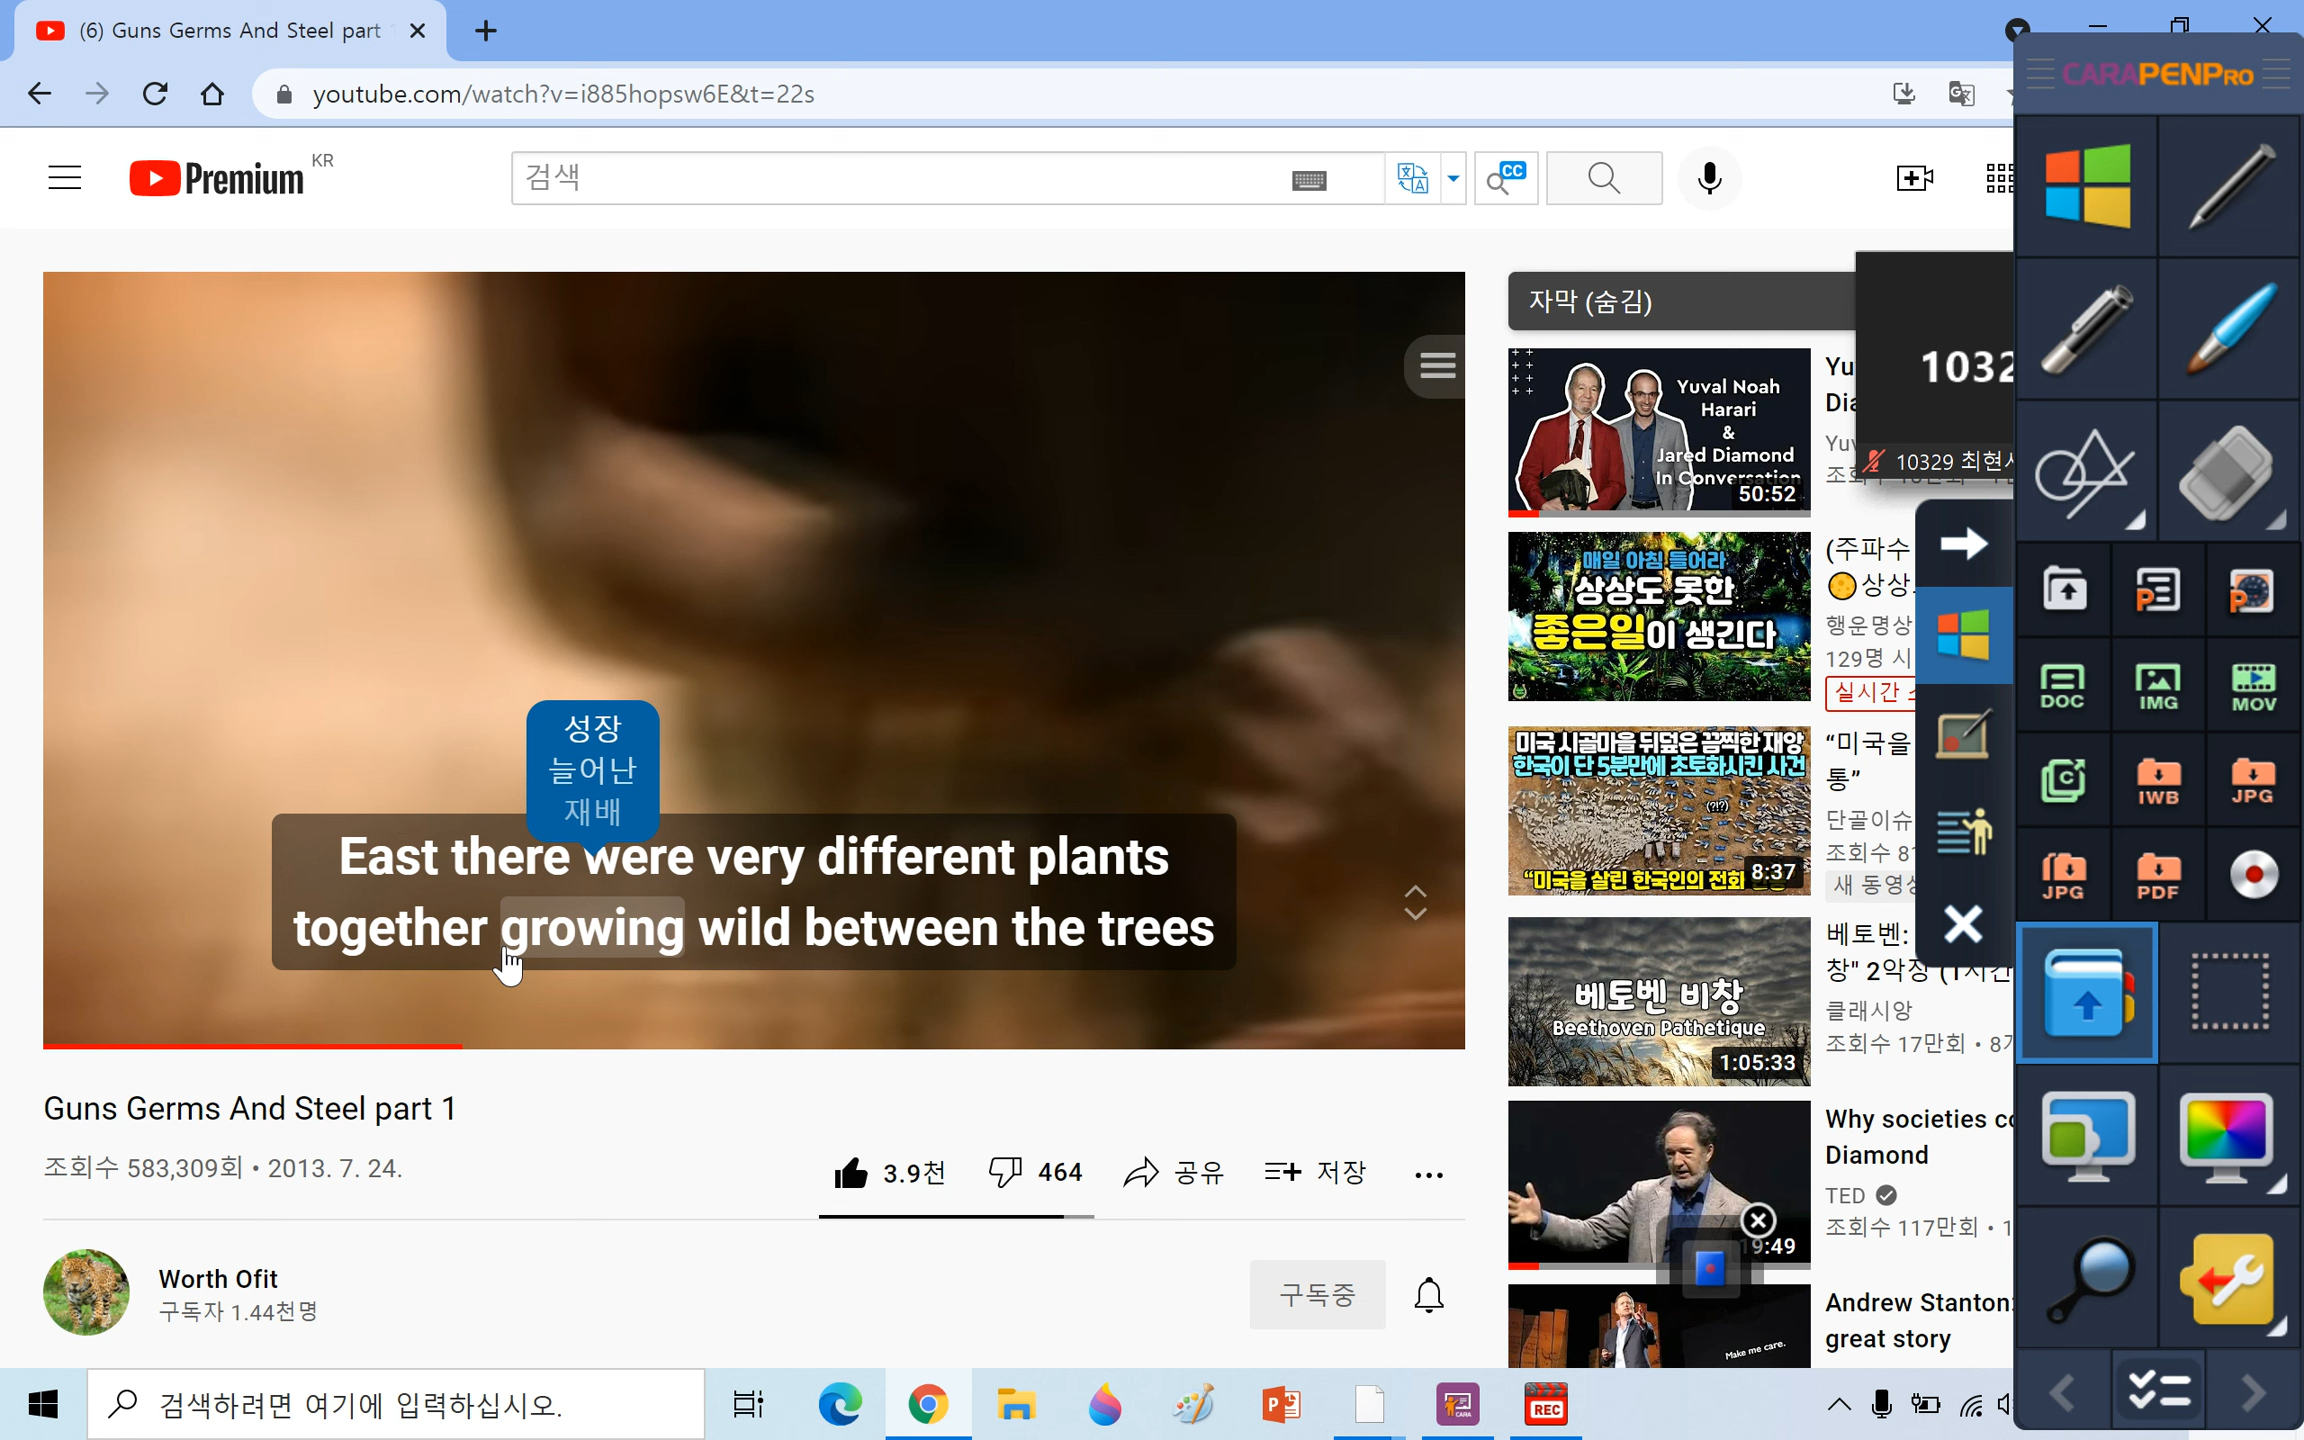 (6) Guns Germs And Steel part
CARAPENPRO
youtube.com/watch?v=i885hopsw6E&t=22s
Premium KR
검색
CC
자막 (숨김)
Yuval Noah
Harari
&
Jared Diamond
In Conversation
50:52
1032
10329 최현
매일 아침 들어라
상상도 못한
좋은일이 생긴다
(주파수
상상
행운명상
129명 시
실시간
성장
늘어난
재배
East there were very different plants
together growing wild between the trees
미국 시골마을 뒤덮은 끔찍한 재앙
한국이 단 5분만에 초토화시킨 사건
(?!?)
“미국을 살린 한국인의 전화
8:37
“미국을
통”
단골이슈
조회수 8
새 동영상
베토벤 비창
Beethoven Pathetique
1:05:33
베토벤:
창" 2악장 (1시간
클래시앙
조회수 17만회 • 8
DOC
IMG
MOV
IWB
JPG
JPG
PDF
Guns Germs And Steel part 1
조회수 583,309회 • 2013. 7. 24.
3.9천
464
공유
저장
Why societies co
Diamond
TED
조회수 117만회 • 1
19:49
Worth Ofit
구독자 1.44천명
구독중
Make me care.
Andrew Stanton:
great story
검색하려면 여기에 입력하십시오.
CARA
REC